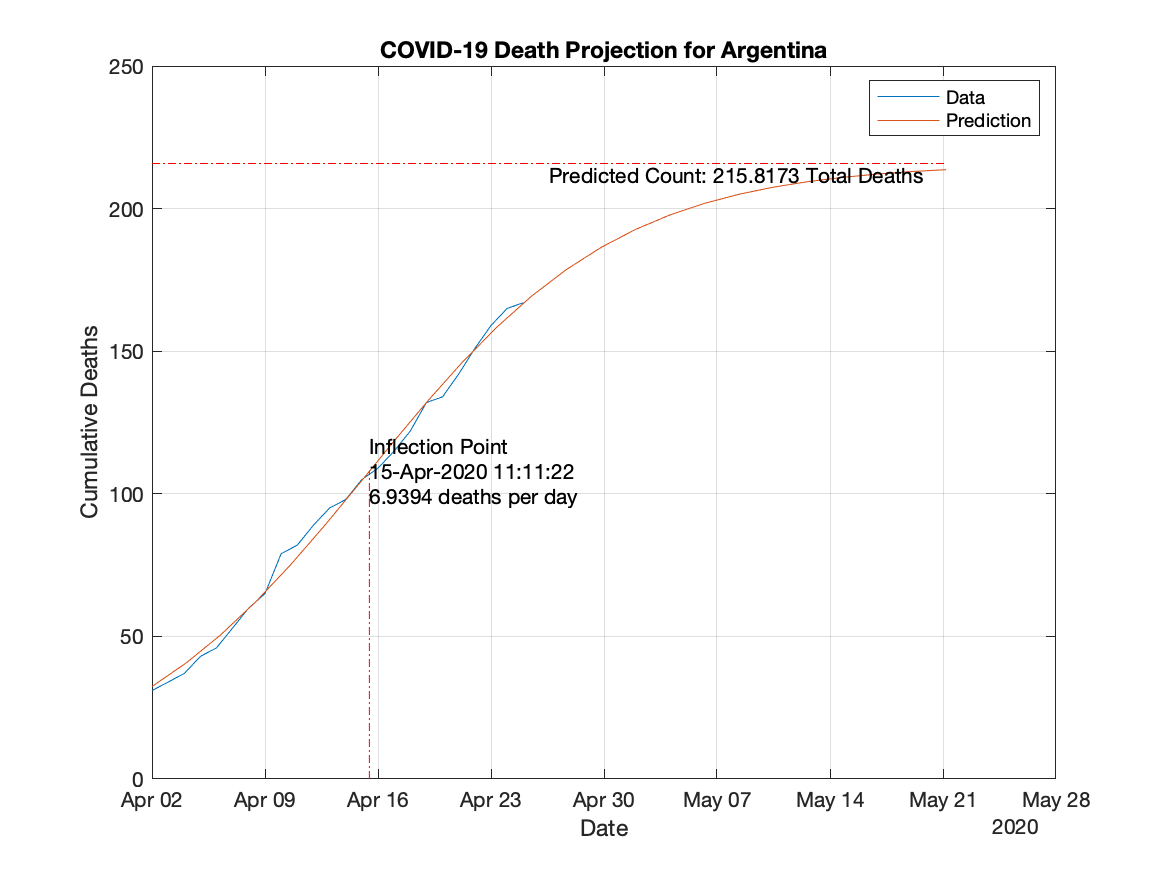 COVID-19 Death Projection for Argentina
250
Data
Prediction
Predicted Count: 215.8173 Total Deaths
200
150
Inflection Point
15-Apr-2020 11:11:22
6.9394 deaths per day
100
50
0
Cumulative Deaths
Apr 02 Apr 09 Apr 16 Apr 23 Apr 30 May 07 May 14 May 21 May 28
Date
2020